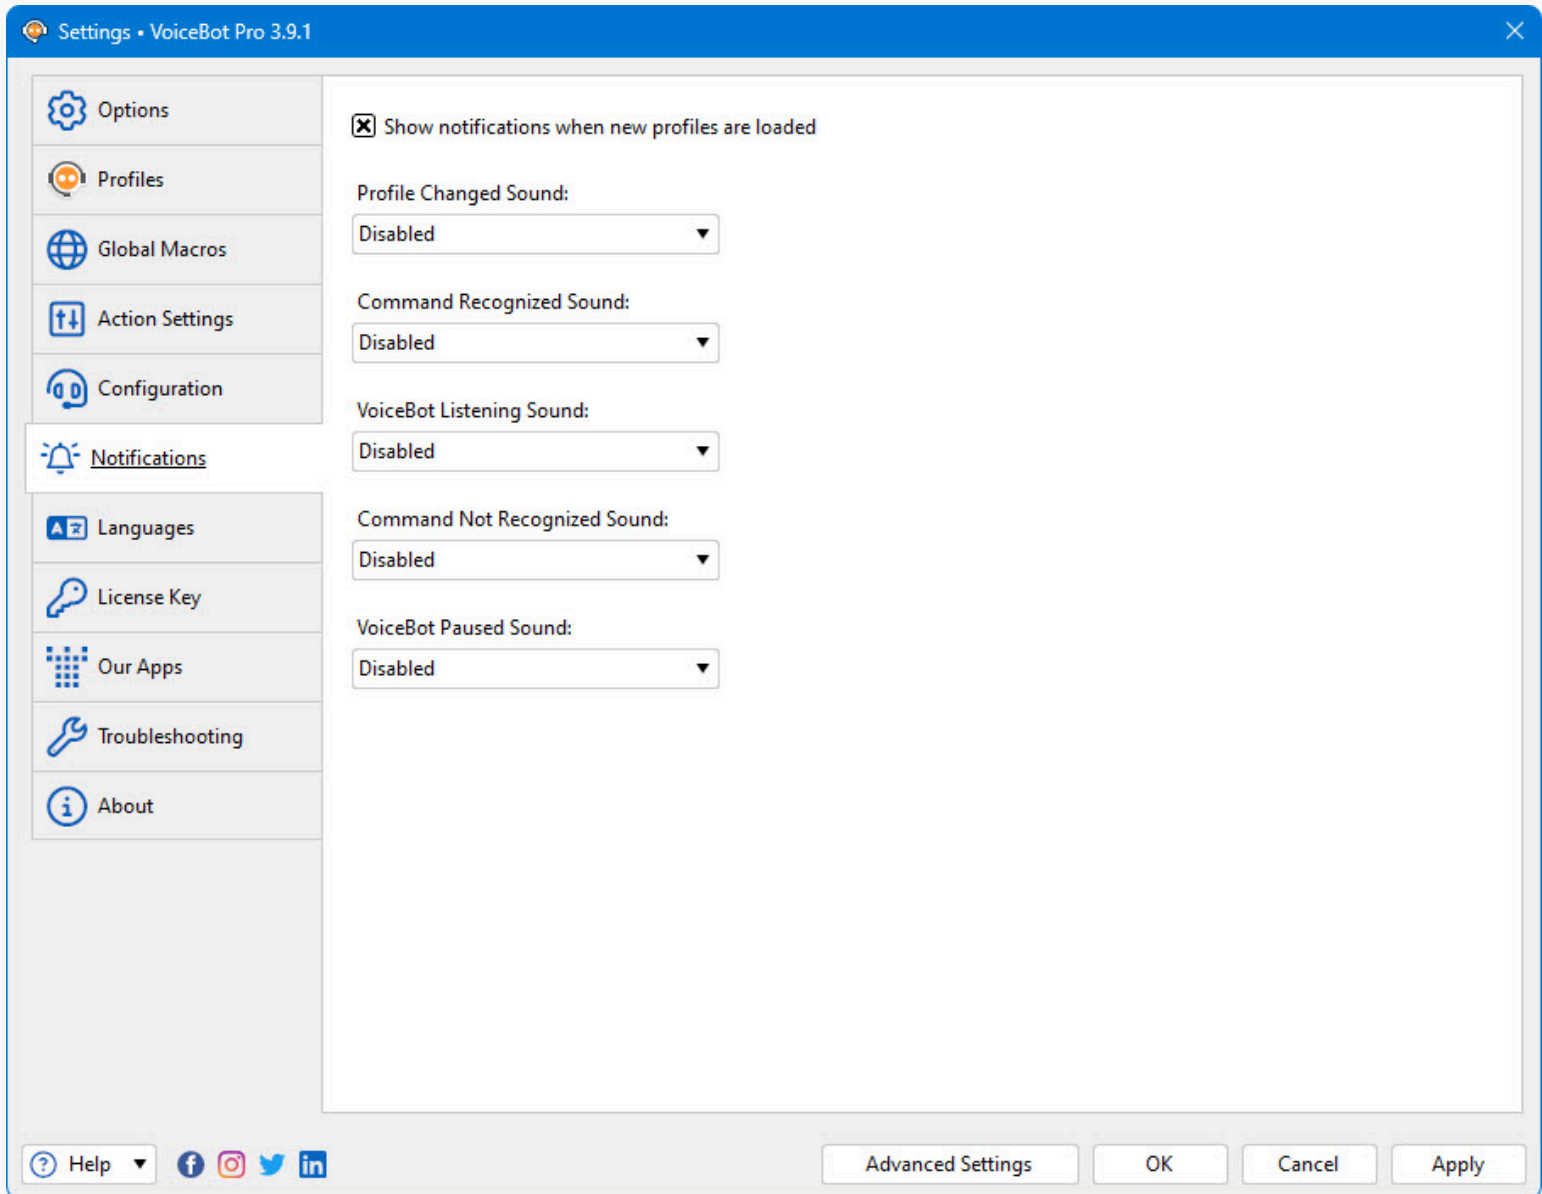 Settings • VoiceBot Pro 3.9.1
Options
Profiles
Global Macros
Action Settings
Configuration
Notifications
Languages
License Key
Our Apps
Troubleshooting
About
Show notifications when new profiles are loaded
Profile Changed Sound:
Disabled
Command Recognized Sound:
Disabled
VoiceBot Listening Sound:
Disabled
Command Not Recognized Sound:
Disabled
VoiceBot Paused Sound:
Disabled
Help
Advanced Settings
OK
Cancel
Apply